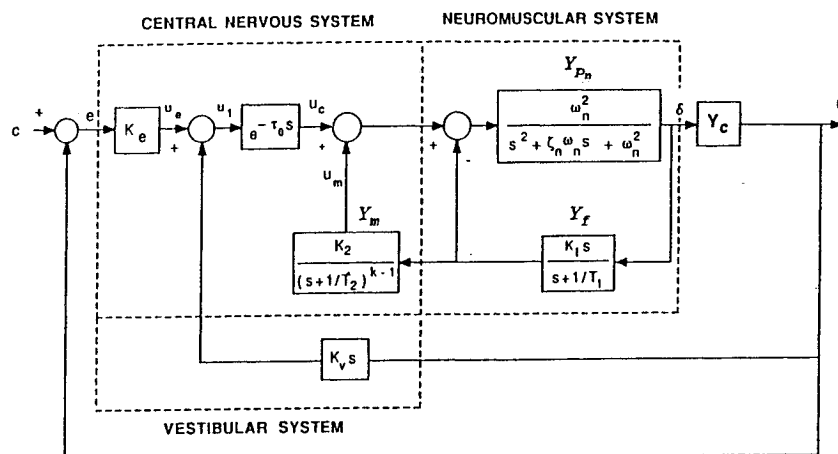 CENTRAL NERVOUS SYSTEM
NEUROMUSCULAR SYSTEM
Y_{P_n}
c + e K_e u_e + u_1 e^{- τ_0 s} u_c + + - ω_n^2 / s^2 + ζ_n ω_n s + ω_n^2 δ Y_c
u_m
Y_m
Y_f
K_2 / (s+1/T_2)^{k-1}
K_1 s / s+1/T_1
K_v s
VESTIBULAR SYSTEM